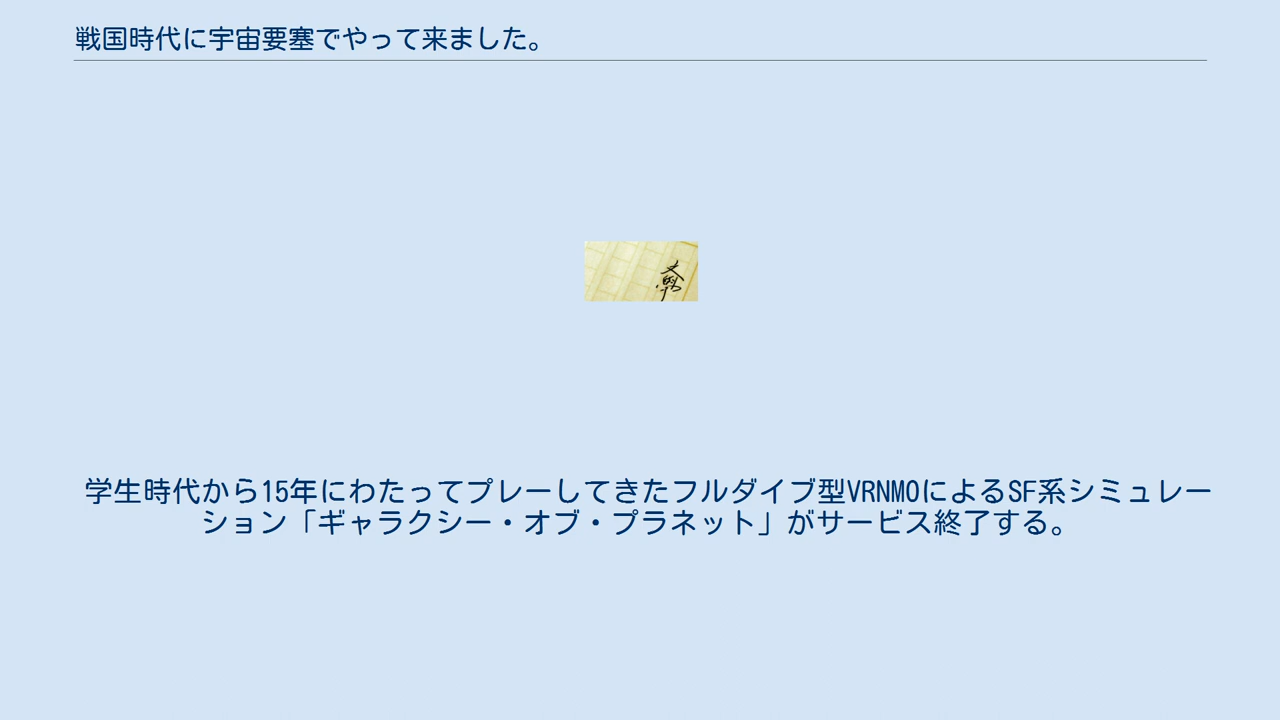 戦国時代に宇宙要塞でやって来ました。
学生時代から15年にわたってプレーしてきたフルダイブ型VRNMOによるSF系シミュレー
ション「ギャラクシー・オブ・プラネット」がサービス終了する。